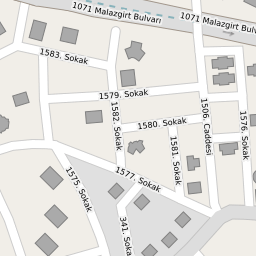 1071 Malazgirt Bulvarı
1071 Malazgirt Bulv
1583. Sokak
1579. Sokak
1582. Sokak
1506. Caddesi
1576. Sokak
1580. Sokak
1581. Sokak
1577. Sokak
1575. Sokak
341. Soka